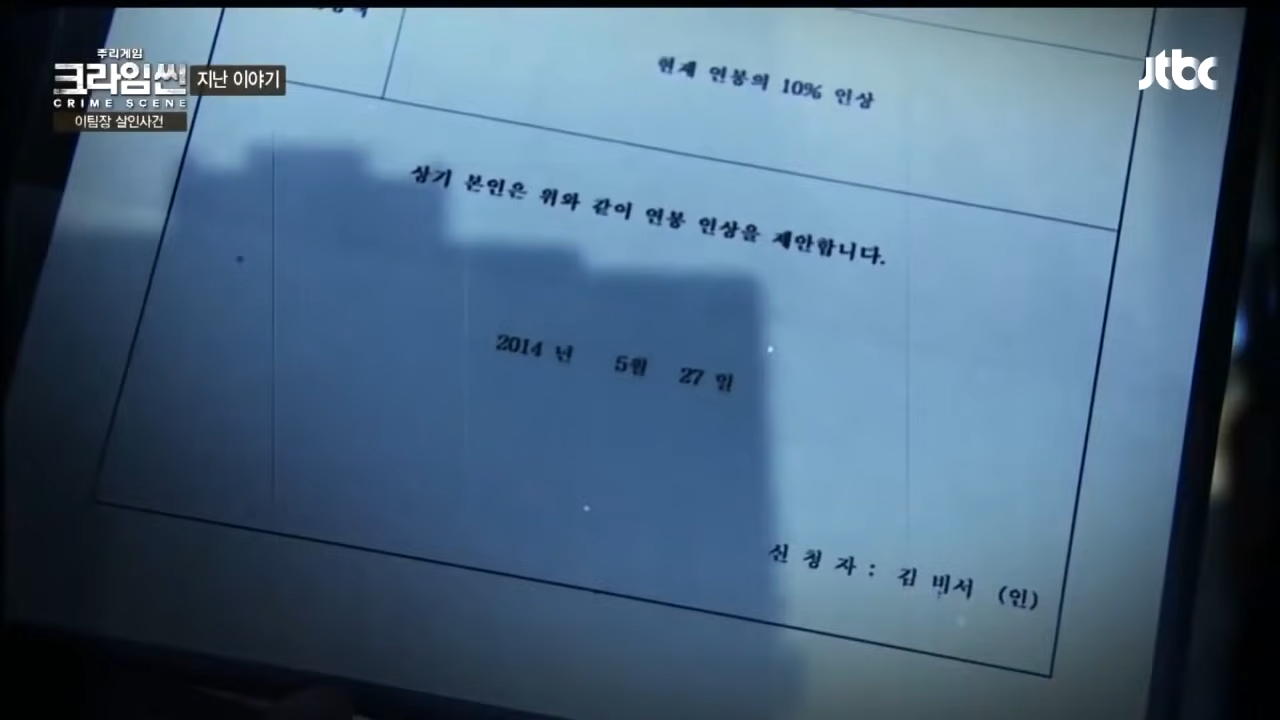 추리게임
크라임씬
CRIME SCENE
이팀장 살인사건
지난 이야기
jtbc
현재 연봉의 10% 인상
상기 본인은 위와 같이 연봉 인상을 제안합니다.
2014 년 5월 27 일
신 청 자 : 김 비서 (인)